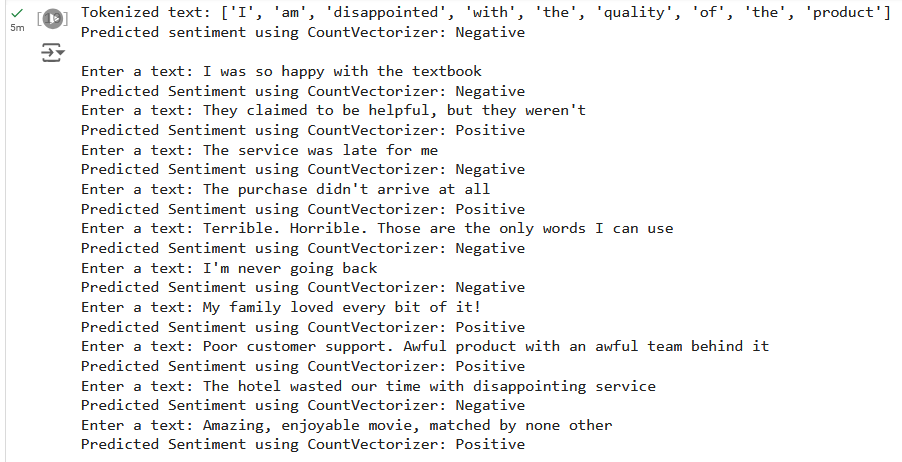 Tokenized text: ['I', 'am', 'disappointed', 'with', 'the', 'quality', 'of', 'the', 'product']
5m
Predicted sentiment using CountVectorizer: Negative
Enter a text: I was so happy with the textbook
Predicted Sentiment using CountVectorizer: Negative
Enter a text: They claimed to be helpful, but they weren't
Predicted Sentiment using CountVectorizer: Positive
Enter a text: The service was late for me
Predicted Sentiment using CountVectorizer: Negative
Enter a text: The purchase didn't arrive at all
Predicted Sentiment using CountVectorizer: Positive
Enter a text: Terrible. Horrible. Those are the only words I can use
Predicted Sentiment using CountVectorizer: Negative
Enter a text: I'm never going back
Predicted Sentiment using CountVectorizer: Negative
Enter a text: My family loved every bit of it!
Predicted Sentiment using CountVectorizer: Positive
Enter a text: Poor customer support. Awful product with an awful team behind it
Predicted Sentiment using CountVectorizer: Positive
Enter a text: The hotel wasted our time with disappointing service
Predicted Sentiment using CountVectorizer: Negative
Enter a text: Amazing, enjoyable movie, matched by none other
Predicted Sentiment using CountVectorizer: Positive